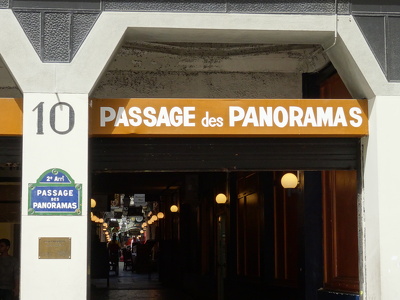 10
PASSAGE des PANORAMAS
2e Arrt
PASSAGE
DES
PANORAMAS